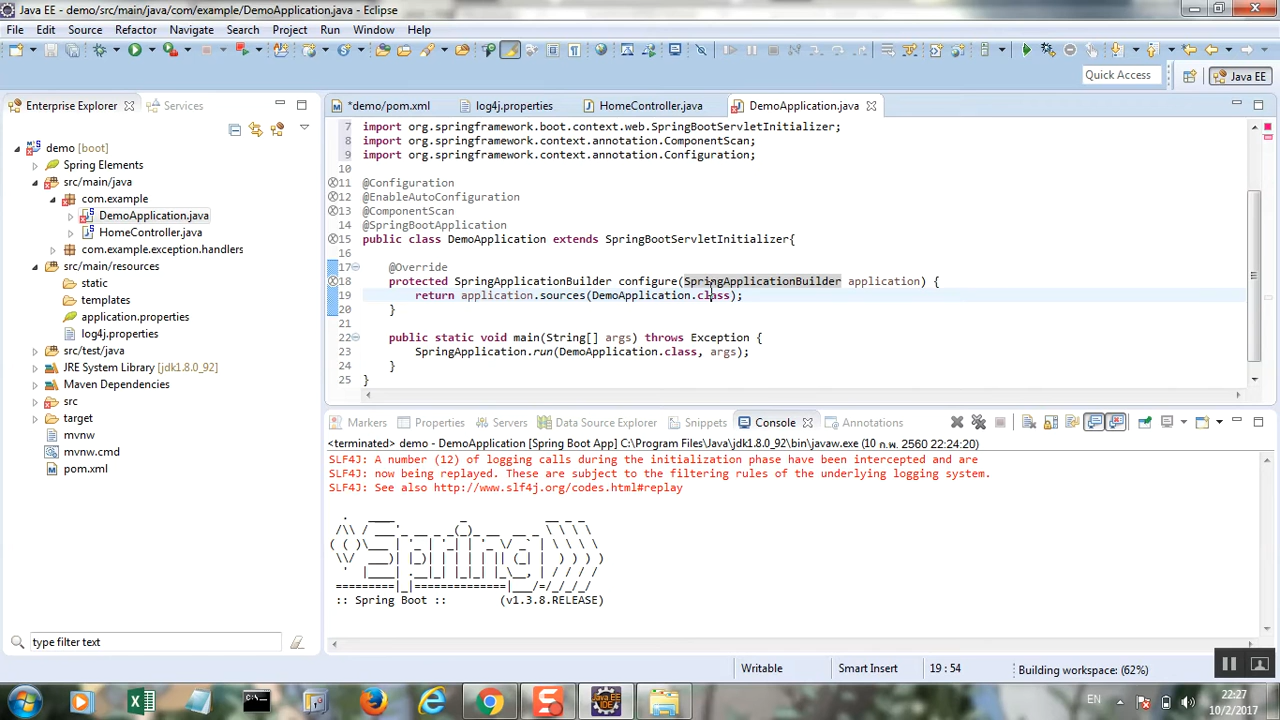 Java EE - demo/src/main/java/com/example/DemoApplication.java - Eclipse
File Edit Source Refactor Navigate Search Project Run Window Help
Quick Access
Java EE
Enterprise Explorer
Services
demo [boot]
Spring Elements
src/main/java
com.example
DemoApplication.java
HomeController.java
com.example.exception.handlers
src/main/resources
static
templates
application.properties
log4j.properties
src/test/java
JRE System Library [jdk1.8.0_92]
Maven Dependencies
src
target
mvnw
mvnw.cmd
pom.xml
type filter text
*demo/pom.xml log4j.properties HomeController.java DemoApplication.java
7 import org.springframework.boot.context.web.SpringBootServletInitializer;
8 import org.springframework.context.annotation.ComponentScan;
9 import org.springframework.context.annotation.Configuration;
10
11 @Configuration
12 @EnableAutoConfiguration
13 @ComponentScan
14 @SpringBootApplication
15 public class DemoApplication extends SpringBootServletInitializer{
16
17 @Override
18 protected SpringApplicationBuilder configure(SpringApplicationBuilder application) {
19 return application.sources(DemoApplication.class);
20 }
21
22 public static void main(String[] args) throws Exception {
23 SpringApplication.run(DemoApplication.class, args);
24 }
25 }
Markers Properties Servers Data Source Explorer Snippets Console Annotations
<terminated> demo - DemoApplication [Spring Boot App] C:\Program Files\Java\jdk1.8.0_92\bin\javaw.exe (10 ก.พ. 2560 22:24:20)
SLF4J: A number (12) of logging calls during the initialization phase have been intercepted and are
SLF4J: now being replayed. These are subject to the filtering rules of the underlying logging system.
SLF4J: See also http://www.slf4j.org/codes.html#replay
Spring
:: Spring Boot :: (v1.3.8.RELEASE)
Writable Smart Insert 19 : 54 Building workspace: (62%)
EN
22:27
10/2/2017